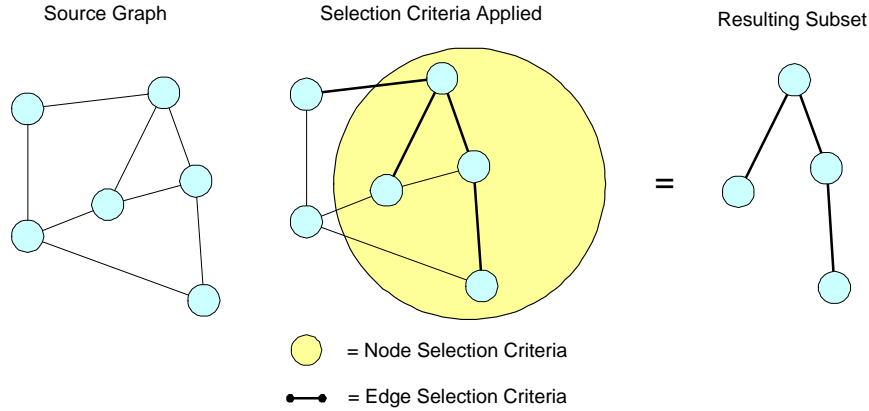 Source Graph
Selection Criteria Applied
Resulting Subset
=
= Node Selection Criteria
= Edge Selection Criteria